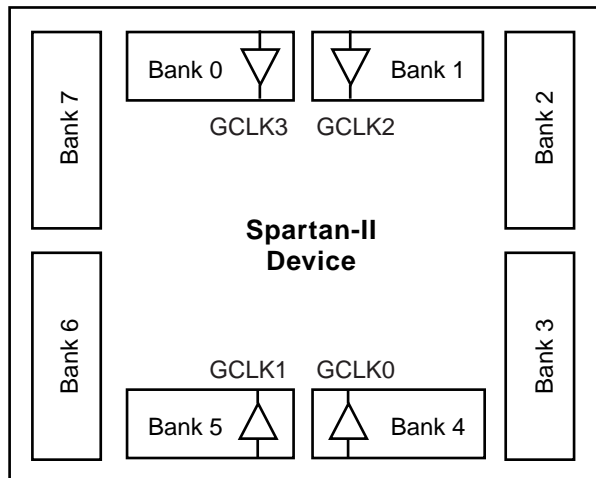 Bank 0
Bank 1
GCLK3
GCLK2
Bank 7
Bank 2
Spartan-II
Device
Bank 6
Bank 3
GCLK1
GCLK0
Bank 5
Bank 4